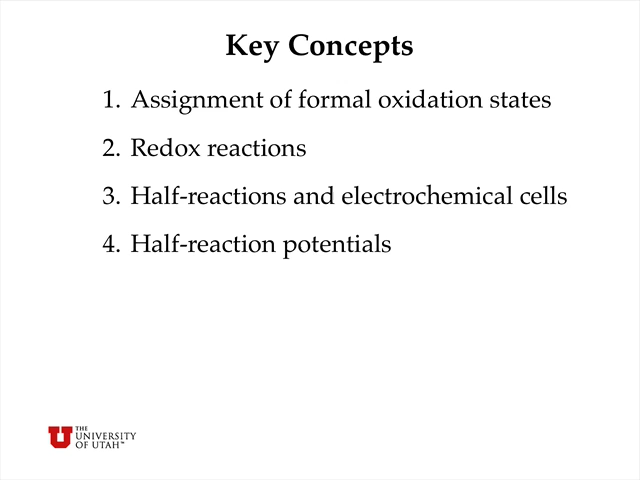 Key Concepts
1. Assignment of formal oxidation states
2. Redox reactions
3. Half-reactions and electrochemical cells
4. Half-reaction potentials
U THE
UNIVERSITY
OF UTAH™